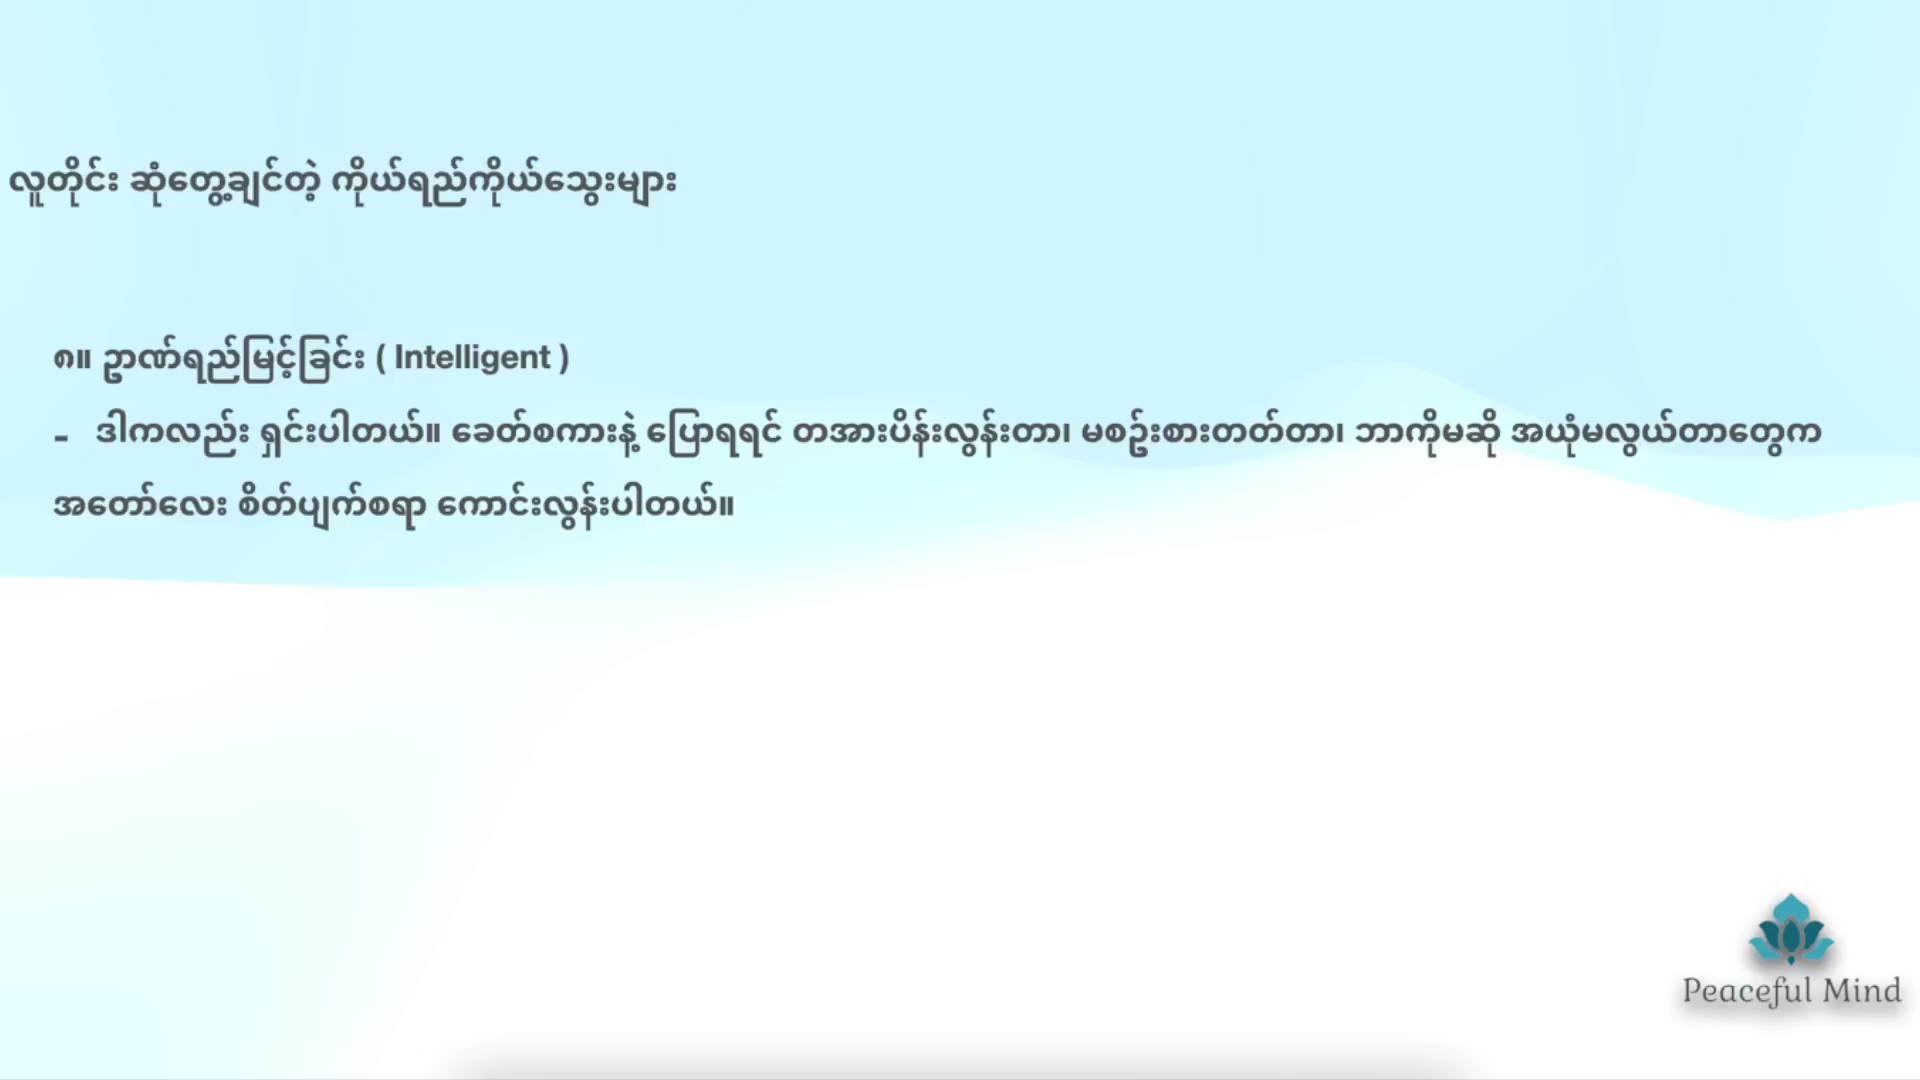 လူတိုင်း ဆုံတွေ့ချင်တဲ့ ကိုယ်ရည်ကိုယ်သွေးများ
၈။ ဥာဏ်ရည်မြင့်ခြင်း ( Intelligent )
- ဒါကလည်း ရှင်းပါတယ်။ ခေတ်စကားနဲ့ ပြောရရင် တအားပိန်းလွန်းတာ၊ မစဉ်းစားတတ်တာ၊ ဘာကိုမဆို အယုံမလွယ်တာတွေက
အတော်လေး စိတ်ပျက်စရာ ကောင်းလွန်းပါတယ်။
Peaceful Mind